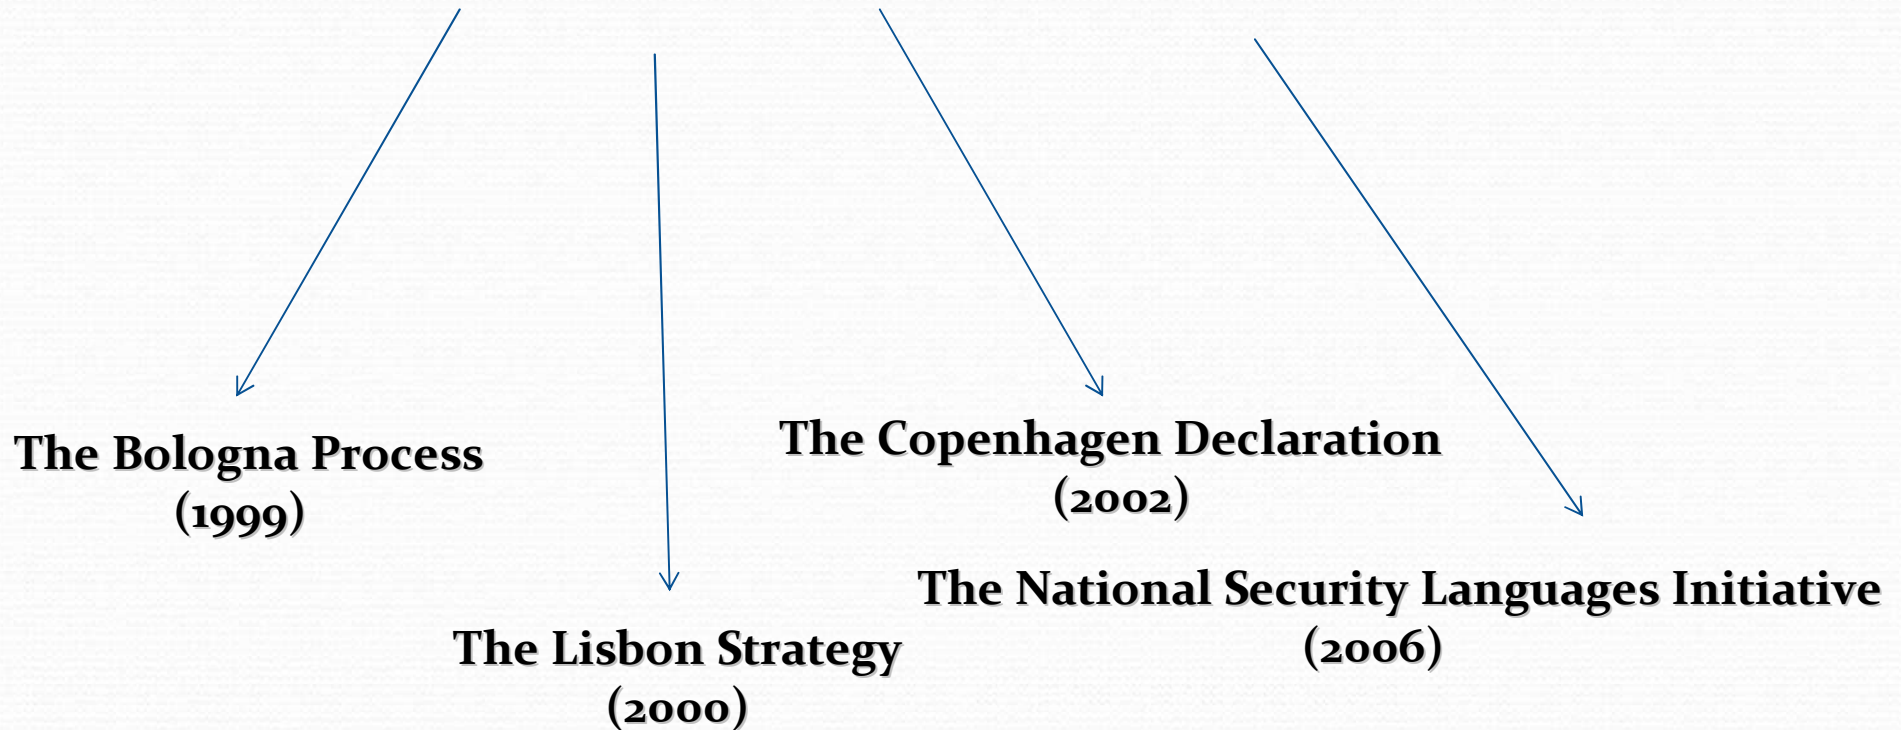 The Bologna Process
(1999)
The Lisbon Strategy
(2000)
The Copenhagen Declaration
(2002)
The National Security Languages Initiative
(2006)